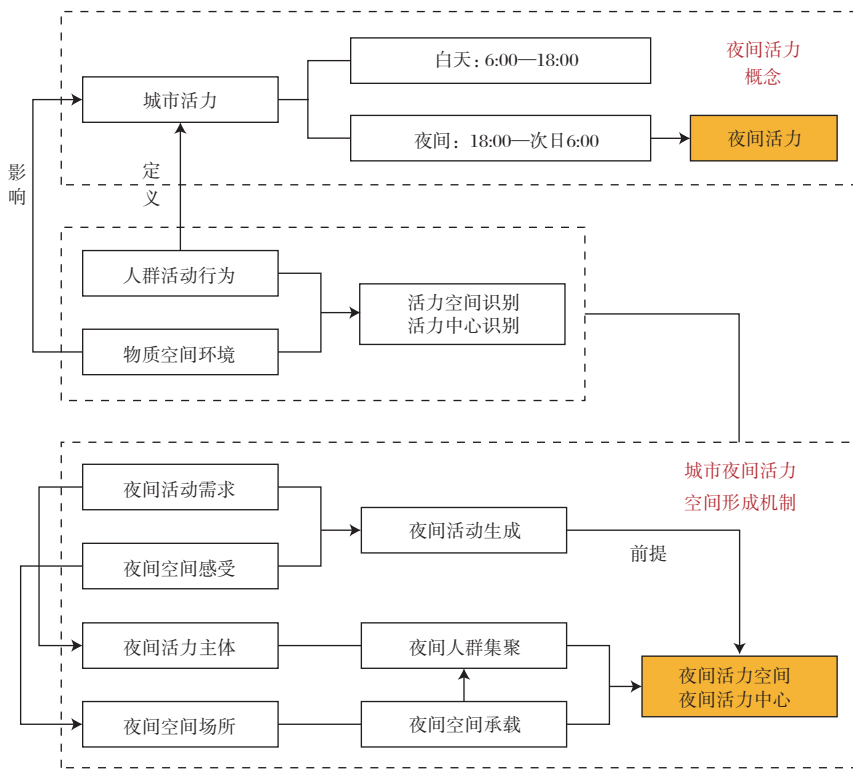 夜间活力
概念
白天：6:00—18:00
城市活力
夜间：18:00—次日6:00
夜间活力
影响
定义
人群活动行为
活力空间识别
活力中心识别
物质空间环境
城市夜间活力
空间形成机制
夜间活动需求
夜间活动生成
前提
夜间空间感受
夜间活力主体
夜间人群集聚
夜间活力空间
夜间活力中心
夜间空间场所
夜间空间承载